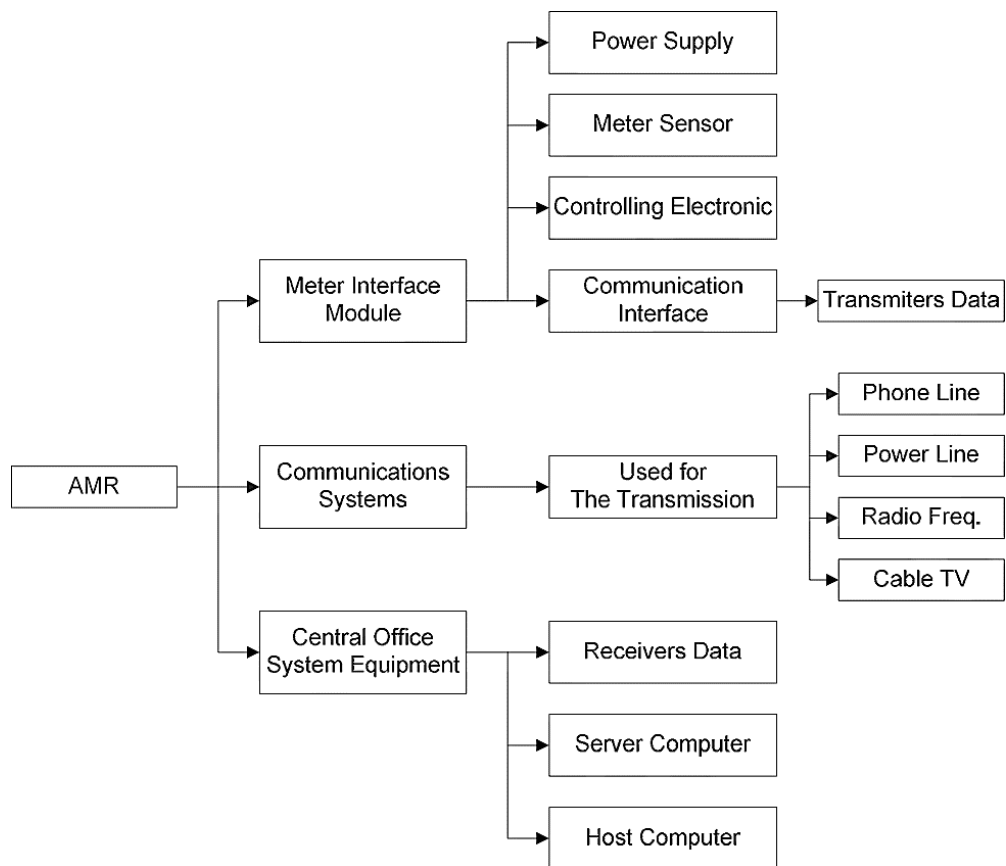 Power Supply
Meter Sensor
Controlling Electronic
Meter Interface
Module
Communication
Interface
Transmiters Data
Phone Line
Power Line
AMR
Communications
Systems
Used for
The Transmission
Radio Freq.
Cable TV
Central Office
System Equipment
Receivers Data
Server Computer
Host Computer